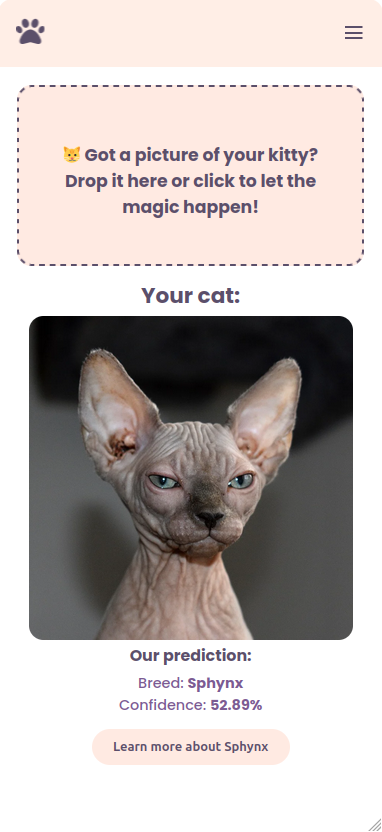 🐱 Got a picture of your kitty?
Drop it here or click to let the
magic happen!
Your cat:
Our prediction:
Breed: Sphynx
Confidence: 52.89%
Learn more about Sphynx